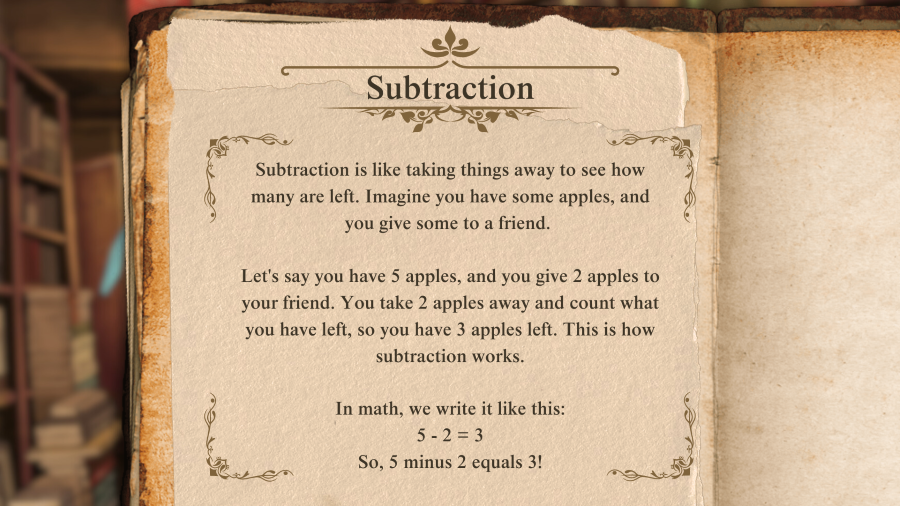 Subtraction
Subtraction is like taking things away to see how
many are left. Imagine you have some apples, and
you give some to a friend.
Let's say you have 5 apples, and you give 2 apples to
your friend. You take 2 apples away and count what
you have left, so you have 3 apples left. This is how
subtraction works.
In math, we write it like this:
5 - 2 = 3
So, 5 minus 2 equals 3!